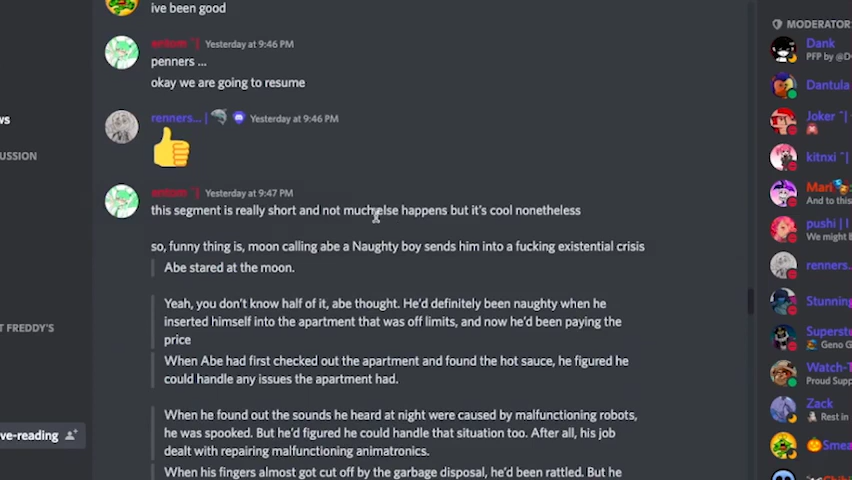 ive been good
Yesterday at 9:46 PM
penners ...
okay we are going to resume
renners... |
Yesterday at 9:46 PM
Yesterday at 9:47 PM
this segment is really short and not much else happens but it's cool nonetheless
so, funny thing is, moon calling abe a Naughty boy sends him into a fucking existential crisis
Abe stared at the moon.
Yeah, you don't know half of it, abe thought. He'd definitely been naughty when he
inserted himself into the apartment that was off limits, and now he'd been paying the
price
When Abe had first checked out the apartment and found the hot sauce, he figured he
could handle any issues the apartment had.
When he found out the sounds he heard at night were caused by malfunctioning robots,
he was spooked. But he'd figured he could handle that situation too. After all, his job
dealt with repairing malfunctioning animatronics.
When his fingers almost got cut off by the garbage disposal, he'd been rattled. But he
ws
CUSSION
T FREDDY'S
ve-reading
MODERATOR
Dank
PFP by @D
Dantula
Joker ~|
kitnxi ~|
Mari
And to this
pushi | |
We might l
renners.
Stunning
Superstu
Geno G
Watch-T
Proud Supp
Zack
Rest in
Smea